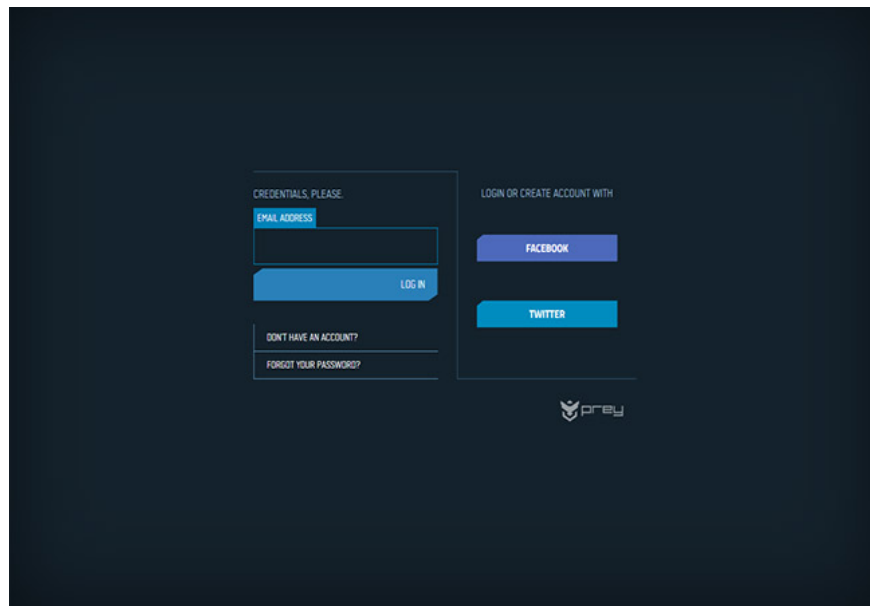 CREDENTIALS, PLEASE.
EMAIL ADDRESS
LOG IN
DON'T HAVE AN ACCOUNT?
FORGOT YOUR PASSWORD?
LOGIN OR CREATE ACCOUNT WITH
FACEBOOK
TWITTER
prey